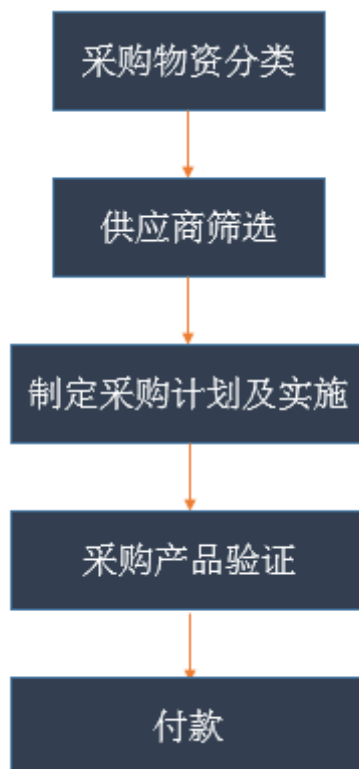 采购物资分类
供应商筛选
制定采购计划及实施
采购产品验证
付款